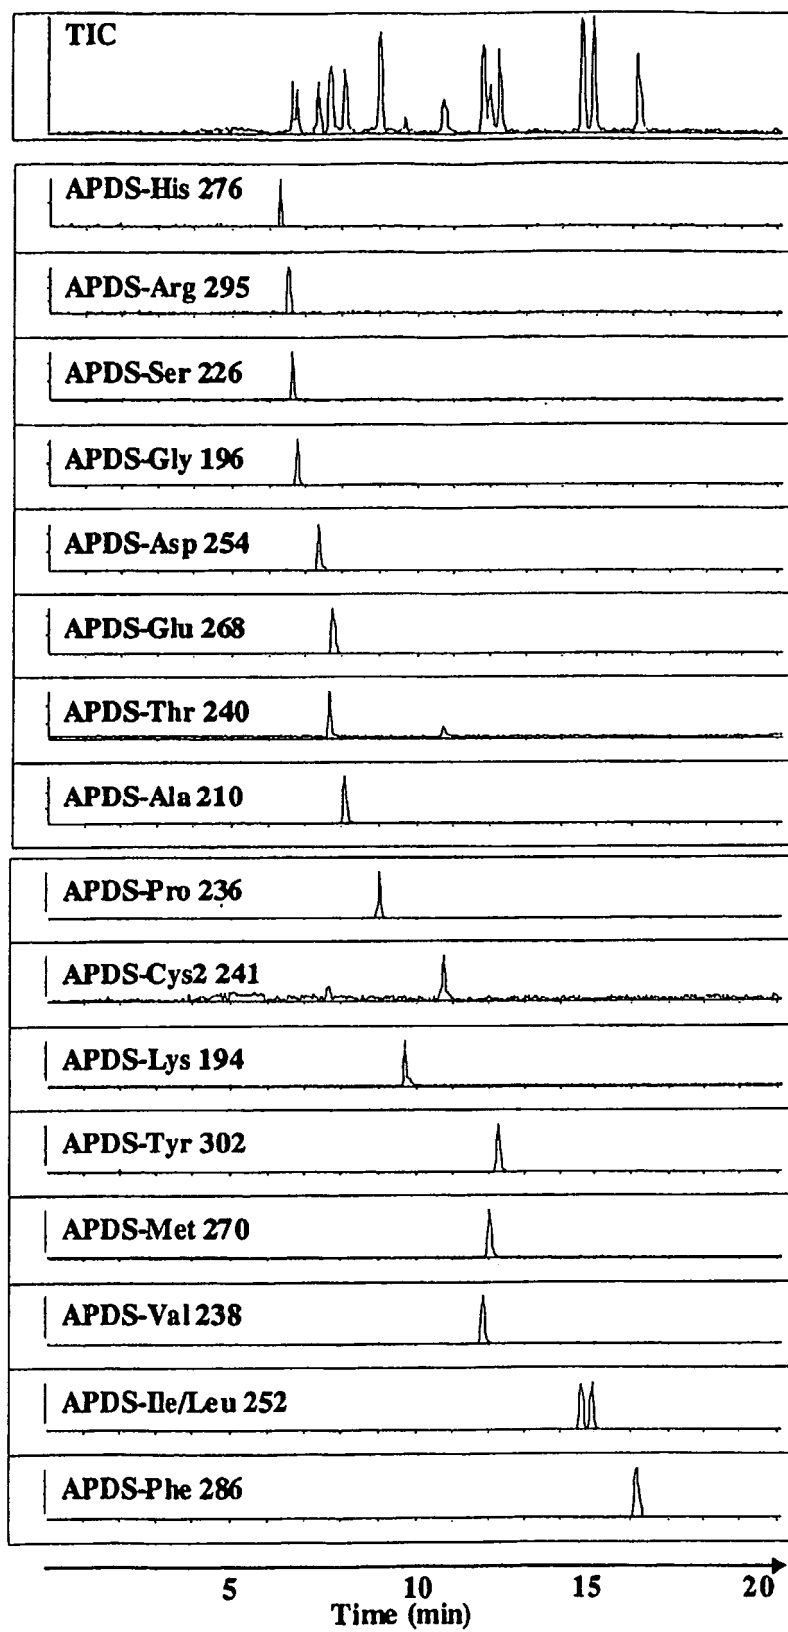 TIC
APDS-His 276
APDS-Arg 295
APDS-Ser 226
APDS-Gly 196
APDS-Asp 254
APDS-Glu 268
APDS-Thr 240
APDS-Ala 210
APDS-Pro 236
APDS-Cys2 241
APDS-Lys 194
APDS-Tyr 302
APDS-Met 270
APDS-Val 238
APDS-Ile/Leu 252
APDS-Phe 286
5 10 15 20
Time (min)